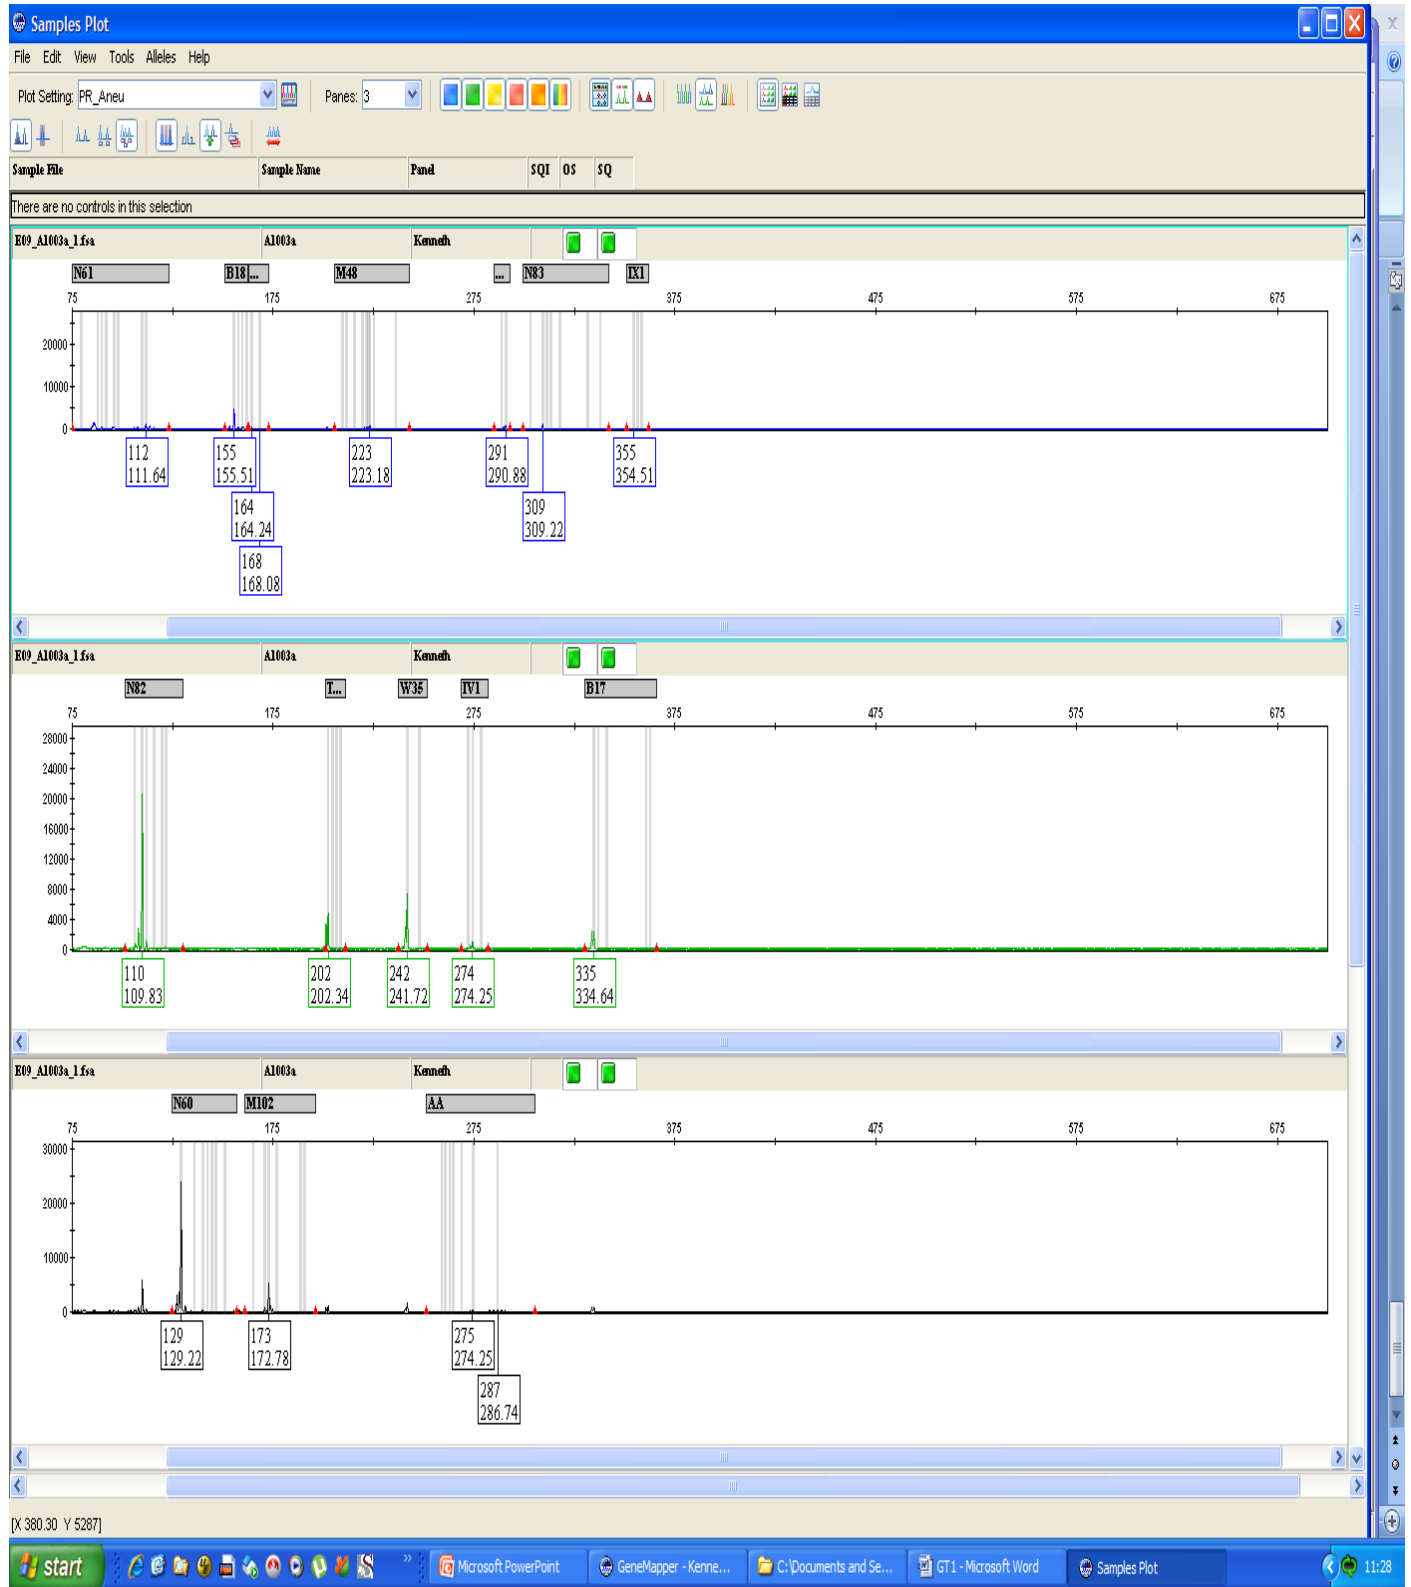 Samples Plot
File Edit View Tools Alleles Help
Plot Setting: PR_Aneu Panes: 3
Sample File Sample Name Panel SQI OS SQ
There are no controls in this selection
E09_A1003a_1.fsa A1003a Kenneth
N61 B18|... M48 ... N83 IX1
75 175 275 375 475 575 675
20000
10000
0
112 155 223 291 355
111.64 155.51 223.18 290.88 354.51
164 309
164.24 309.22
168
168.08
E09_A1003a_1.fsa A1003a Kenneth
N82 T... W35 IV1 B17
75 175 275 375 475 575 675
28000
24000
20000
16000
12000
8000
4000
0
110 202 242 274 335
109.83 202.34 241.72 274.25 334.64
E09_A1003a_1.fsa A1003a Kenneth
N60 M102 AA
75 175 275 375 475 575 675
30000
20000
10000
0
129 173 275
129.22 172.78 274.25
287
286.74
[X 380.30 Y 5287]
start Microsoft PowerPoint GeneMapper - Kenne... C:\Documents and Se... GT1 - Microsoft Word Samples Plot 11:28